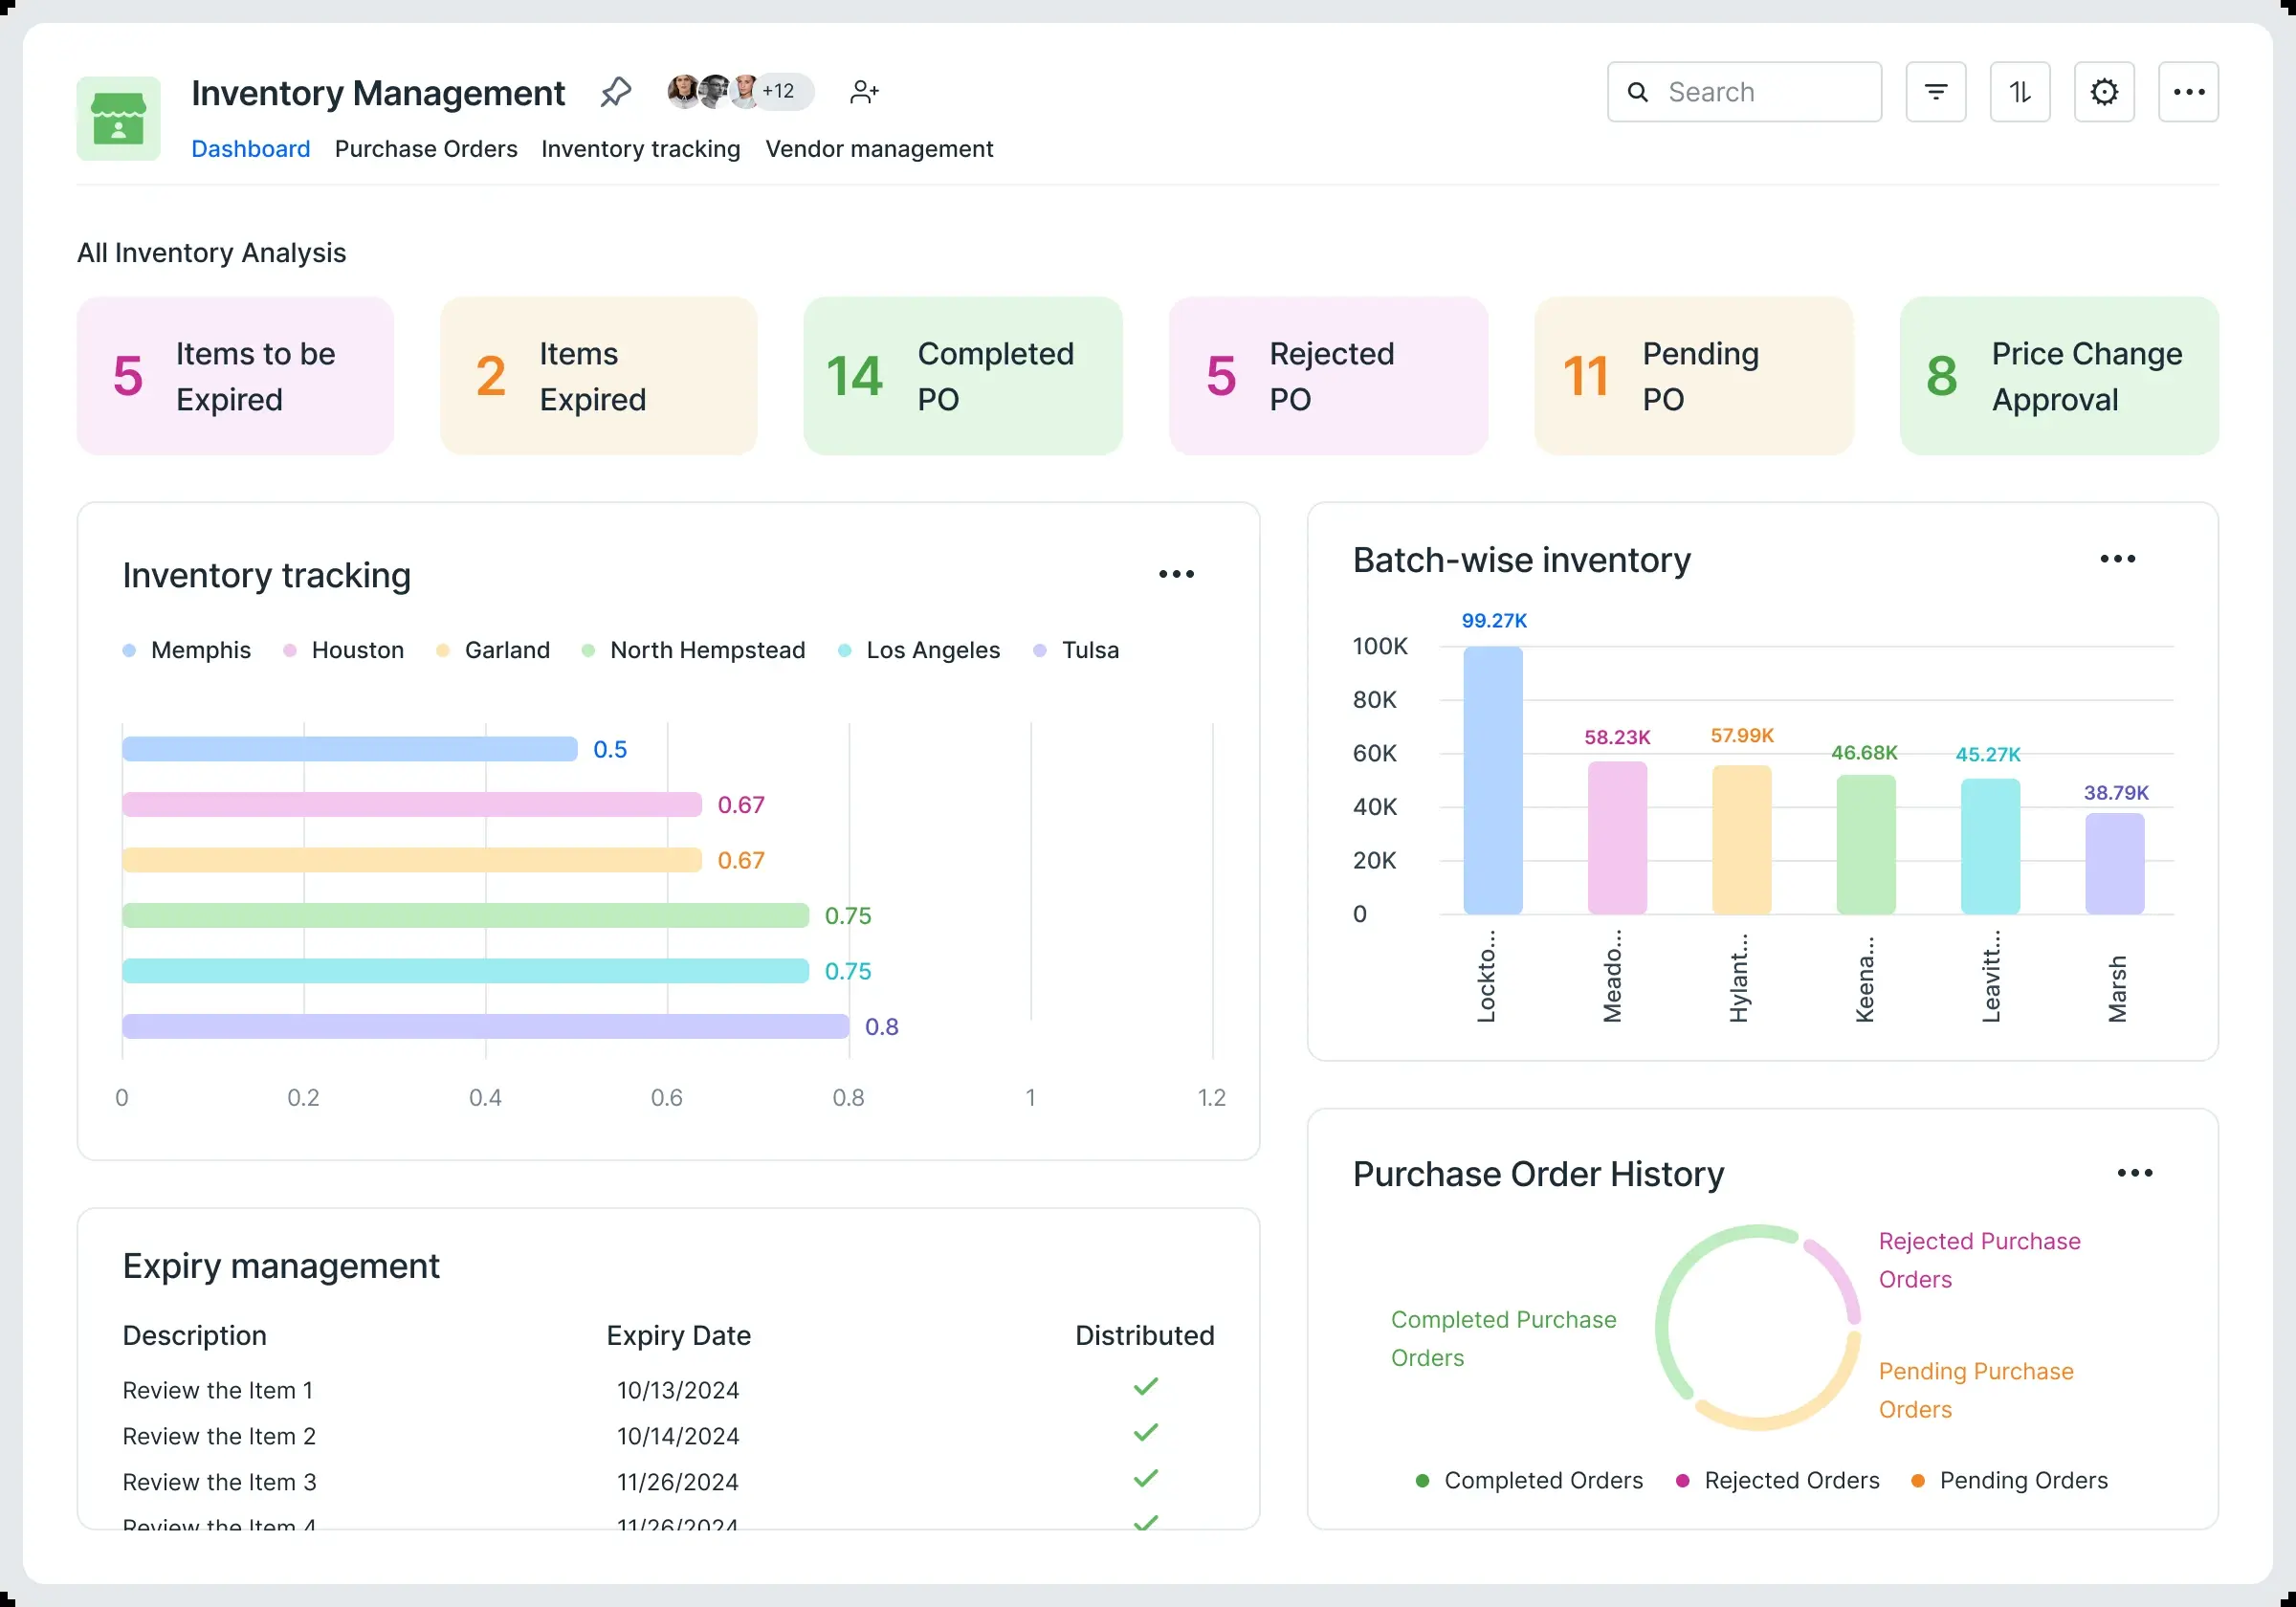 Inventory Management
+12
Search
Dashboard Purchase Orders Inventory tracking Vendor management
All Inventory Analysis
5 Items to be
Expired
2 Items
Expired
14 Completed
PO
5 Rejected
PO
11 Pending
PO
8 Price Change
Approval
Inventory tracking
Memphis Houston Garland North Hempstead Los Angeles Tulsa
0.5
0.67
0.67
0.75
0.75
0.8
0 0.2 0.4 0.6 0.8 1 1.2
Batch-wise inventory
99.27K
100K
80K
58.23K 57.99K
60K 46.68K 45.27K
38.79K
40K
20K
0
Lockto...
Meado...
Hylant...
Keena...
Leavitt...
Marsh
Expiry management
Description Expiry Date Distributed
Review the Item 1 10/13/2024
Review the Item 2 10/14/2024
Review the Item 3 11/26/2024
Review the Item 4 11/26/2024
Purchase Order History
Rejected Purchase
Orders
Completed Purchase
Orders
Pending Purchase
Orders
Completed Orders Rejected Orders Pending Orders